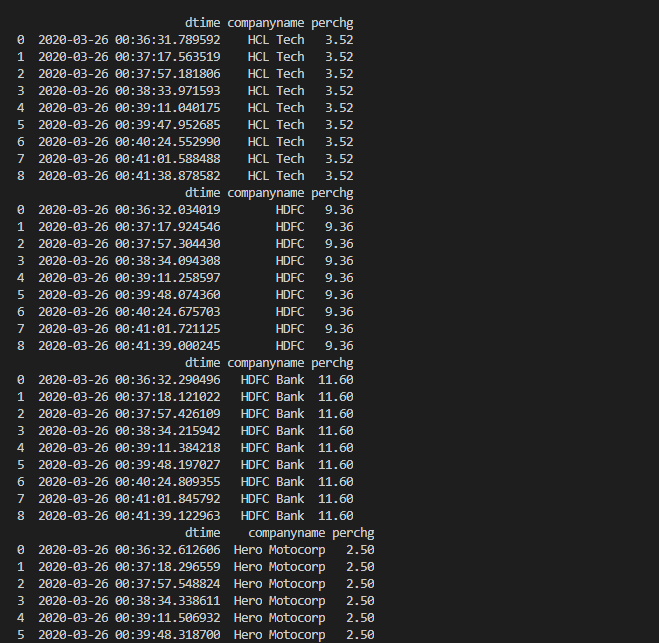 dtime companyname perchg
0 2020-03-26 00:36:31.789592 HCL Tech 3.52
1 2020-03-26 00:37:17.563519 HCL Tech 3.52
2 2020-03-26 00:37:57.181806 HCL Tech 3.52
3 2020-03-26 00:38:33.971593 HCL Tech 3.52
4 2020-03-26 00:39:11.040175 HCL Tech 3.52
5 2020-03-26 00:39:47.952685 HCL Tech 3.52
6 2020-03-26 00:40:24.552990 HCL Tech 3.52
7 2020-03-26 00:41:01.588488 HCL Tech 3.52
8 2020-03-26 00:41:38.878582 HCL Tech 3.52
dtime companyname perchg
0 2020-03-26 00:36:32.034019 HDFC 9.36
1 2020-03-26 00:37:17.924546 HDFC 9.36
2 2020-03-26 00:37:57.304430 HDFC 9.36
3 2020-03-26 00:38:34.094308 HDFC 9.36
4 2020-03-26 00:39:11.258597 HDFC 9.36
5 2020-03-26 00:39:48.074360 HDFC 9.36
6 2020-03-26 00:40:24.675703 HDFC 9.36
7 2020-03-26 00:41:01.721125 HDFC 9.36
8 2020-03-26 00:41:39.000245 HDFC 9.36
dtime companyname perchg
0 2020-03-26 00:36:32.290496 HDFC Bank 11.60
1 2020-03-26 00:37:18.121022 HDFC Bank 11.60
2 2020-03-26 00:37:57.426109 HDFC Bank 11.60
3 2020-03-26 00:38:34.215942 HDFC Bank 11.60
4 2020-03-26 00:39:11.384218 HDFC Bank 11.60
5 2020-03-26 00:39:48.197027 HDFC Bank 11.60
6 2020-03-26 00:40:24.809355 HDFC Bank 11.60
7 2020-03-26 00:41:01.845792 HDFC Bank 11.60
8 2020-03-26 00:41:39.122963 HDFC Bank 11.60
dtime companyname perchg
0 2020-03-26 00:36:32.612606 Hero Motocorp 2.50
1 2020-03-26 00:37:18.296559 Hero Motocorp 2.50
2 2020-03-26 00:37:57.548824 Hero Motocorp 2.50
3 2020-03-26 00:38:34.338611 Hero Motocorp 2.50
4 2020-03-26 00:39:11.506932 Hero Motocorp 2.50
5 2020-03-26 00:39:48.318700 Hero Motocorp 2.50